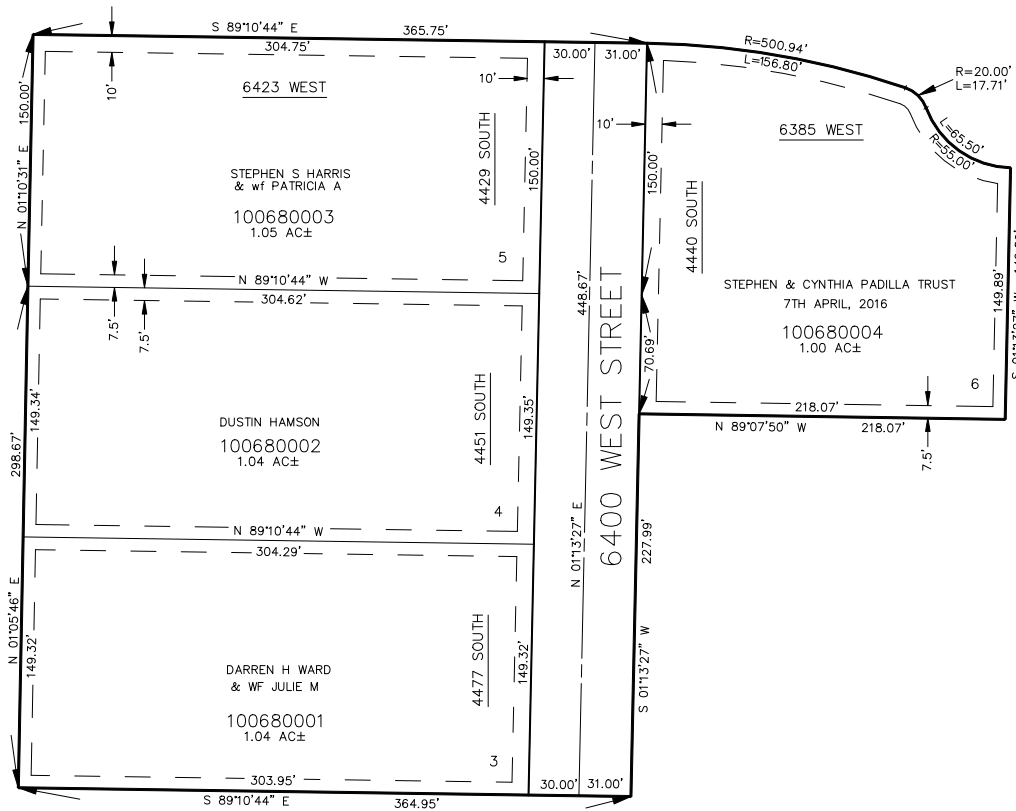 S 89°10'44" E
365.75'
304.75'
30.00'
31.00'
R=500.94'
L=156.80'
R=20.00'
L=17.71'
L=65.50'
R=55.00'
10'
10'
10'
6423 WEST
6385 WEST
N 01°10'31" E
150.00'
4429 SOUTH
150.00'
150.00'
STEPHEN S HARRIS
& wf PATRICIA A
100680003
1.05 AC±
5
4440 SOUTH
STEPHEN & CYNTHIA PADILLA TRUST
7TH APRIL, 2016
100680004
1.00 AC±
6
149.89'
N 89°10'44" W
304.62'
7.5'
7.5'
448.67'
6400 WEST STREET
70.69'
218.07'
N 89°07'50" W
218.07'
7.5'
149.34'
298.67'
DUSTIN HAMSON
100680002
1.04 AC±
4451 SOUTH
149.35'
4
N 89°10'44" W
304.29'
N 01°13'27" E
227.99'
S 01°13'27" W
N 01°05'46" E
149.32'
DARREN H WARD
& WF JULIE M
100680001
1.04 AC±
4477 SOUTH
149.32'
3
303.95'
30.00'
31.00'
S 89°10'44" E
364.95'